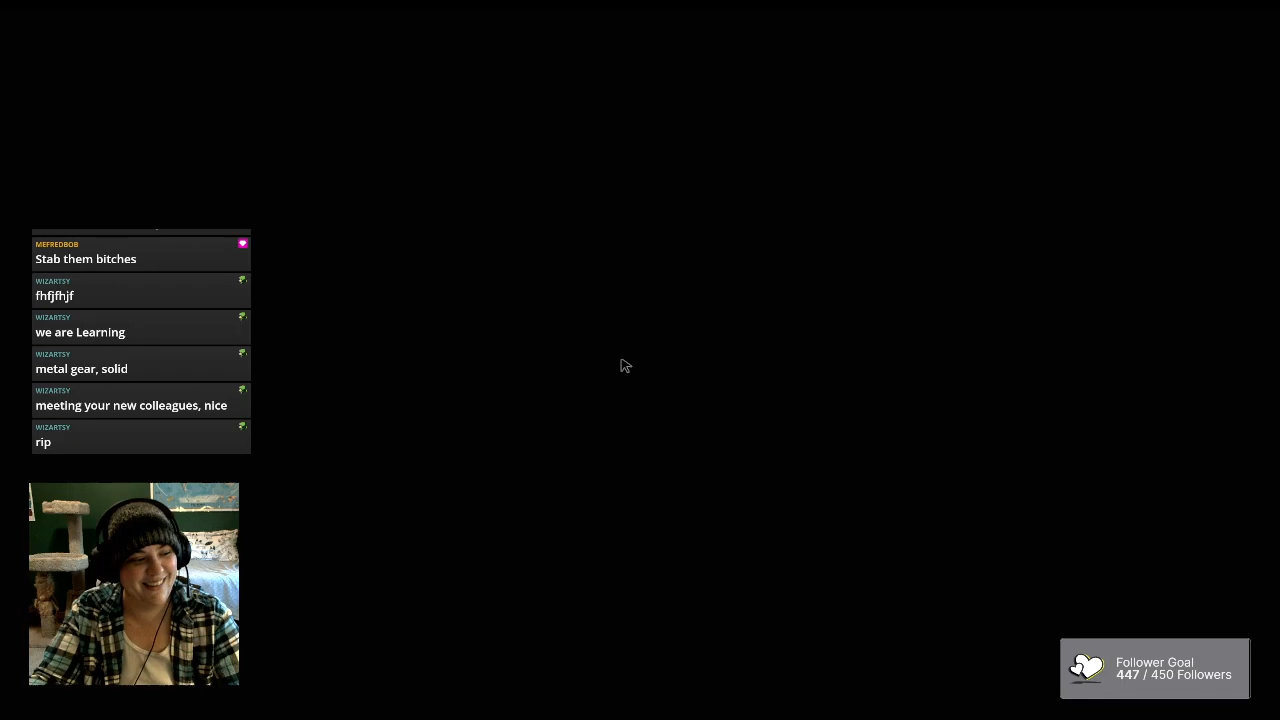 MEFREDBOB
Stab them bitches
WIZARTSY
fhfjfhjf
WIZARTSY
we are Learning
WIZARTSY
metal gear, solid
WIZARTSY
meeting your new colleagues, nice
WIZARTSY
rip
Follower Goal
447 / 450 Followers